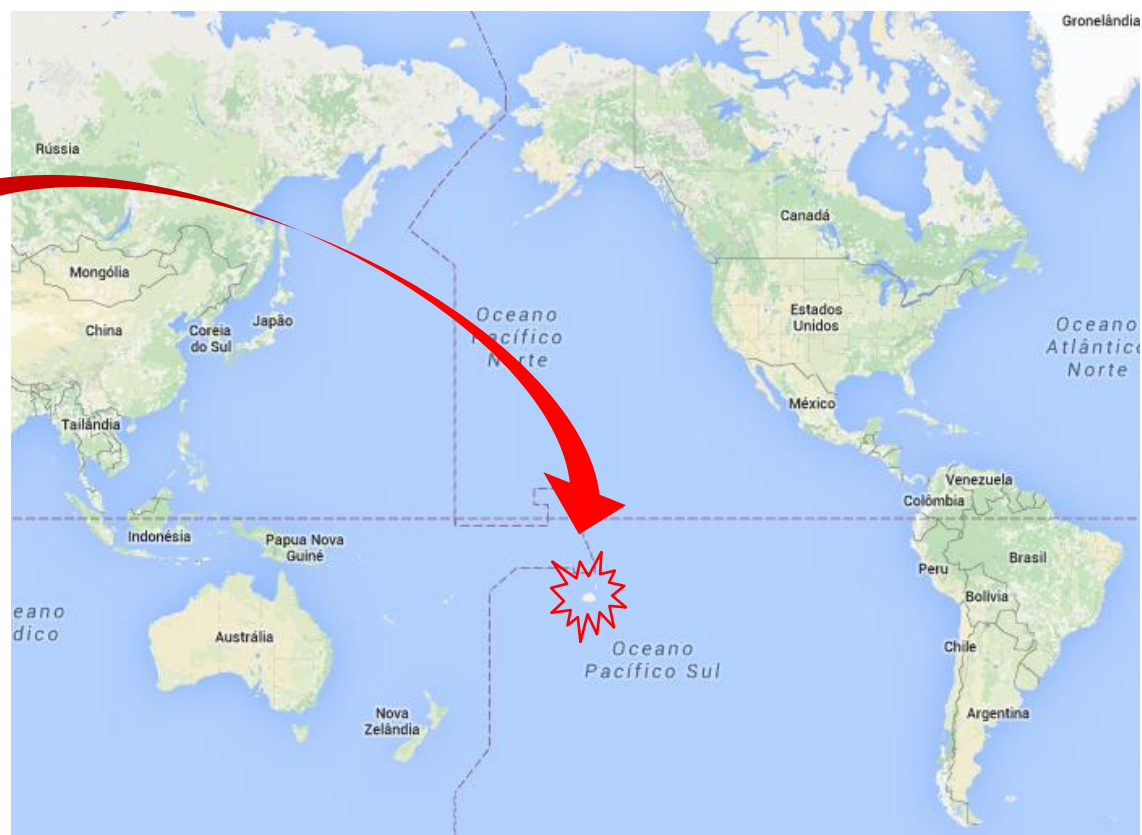 Gronelândia
Rússia
Canadá
Mongólia
Estados
Unidos
Oceano
Pacífico
Norte
Oceano
Atlântico
Norte
China
Coreia
do Sul
Japão
México
Tailândia
Venezuela
Colômbia
Indonésia
Papua Nova
Guiné
Brasil
Peru
Bolívia
eano
dico
Austrália
Oceano
Pacífico Sul
Chile
Nova
Zelândia
Argentina